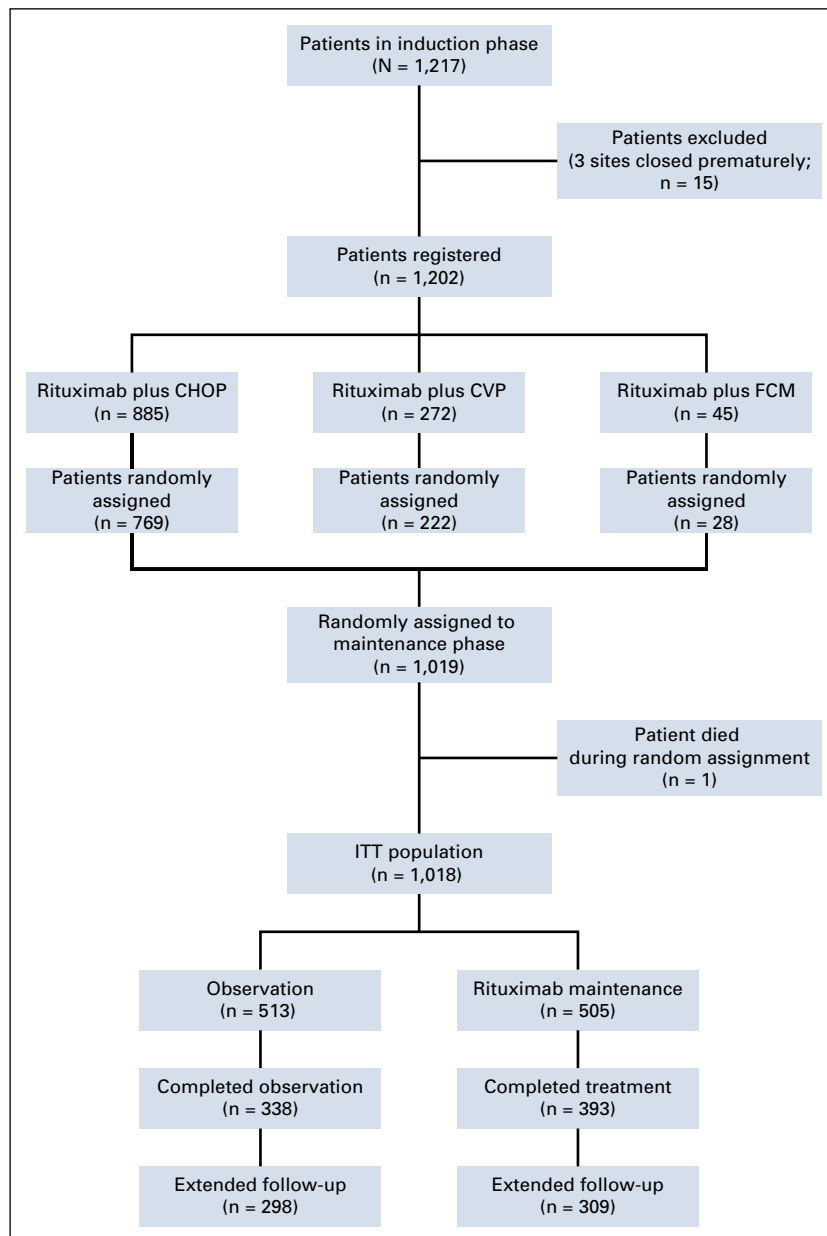 Patients in induction phase
(N = 1,217)
Patients excluded
(3 sites closed prematurely;
n = 15)
Patients registered
(n = 1,202)
Rituximab plus CHOP
(n = 885)
Rituximab plus CVP
(n = 272)
Rituximab plus FCM
(n = 45)
Patients randomly
assigned
(n = 769)
Patients randomly
assigned
(n = 222)
Patients randomly
assigned
(n = 28)
Randomly assigned to
maintenance phase
(n = 1,019)
Patient died
during random assignment
(n = 1)
ITT population
(n = 1,018)
Observation
(n = 513)
Rituximab maintenance
(n = 505)
Completed observation
(n = 338)
Completed treatment
(n = 393)
Extended follow-up
(n = 298)
Extended follow-up
(n = 309)